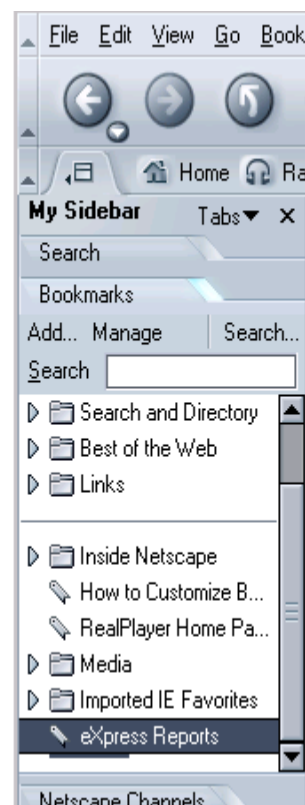 File Edit View Go Book
Home Ra
My Sidebar Tabs
Search
Bookmarks
Add... Manage Search...
Search
Search and Directory
Best of the Web
Links
Inside Netscape
How to Customize B...
RealPlayer Home Pa...
Media
Imported IE Favorites
eXpress Reports
Netscape Channels